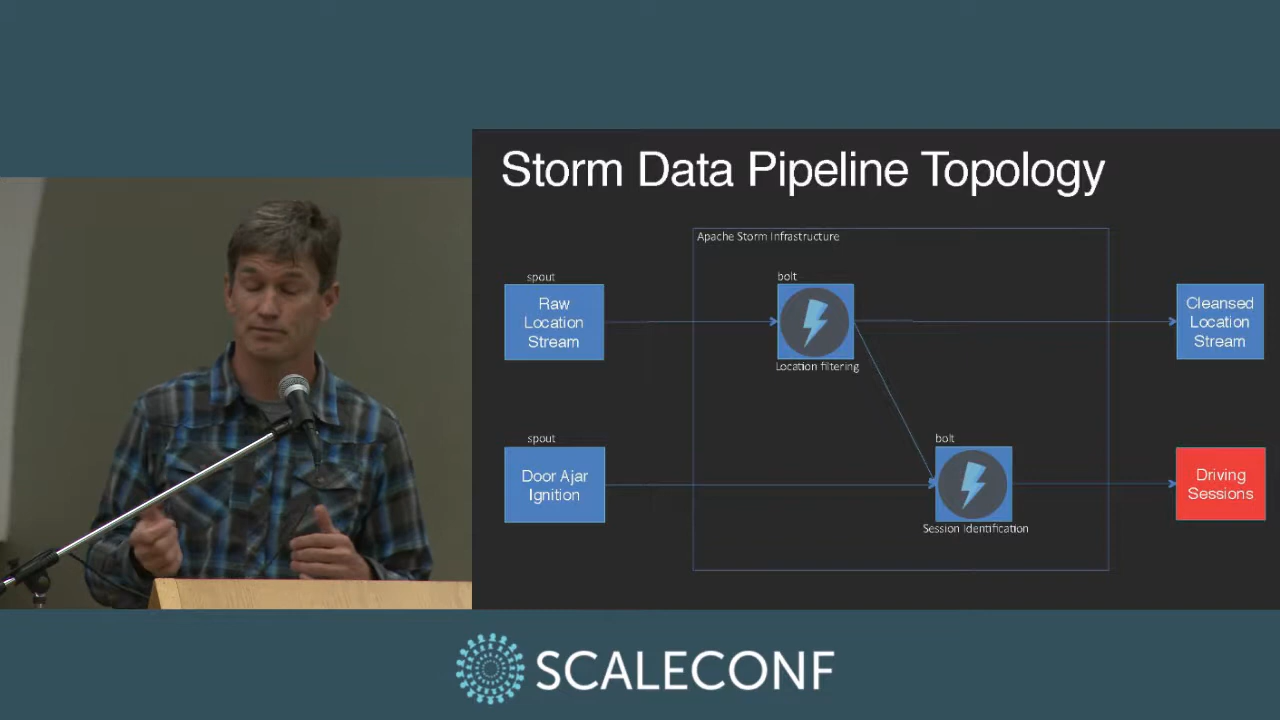 Storm Data Pipeline Topology
Apache Storm Infrastructure
spout
Raw
Location
Stream
bolt
Location filtering
Cleansed
Location
Stream
spout
Door Ajar
Ignition
bolt
Session Identification
Driving
Sessions
SCALECONF